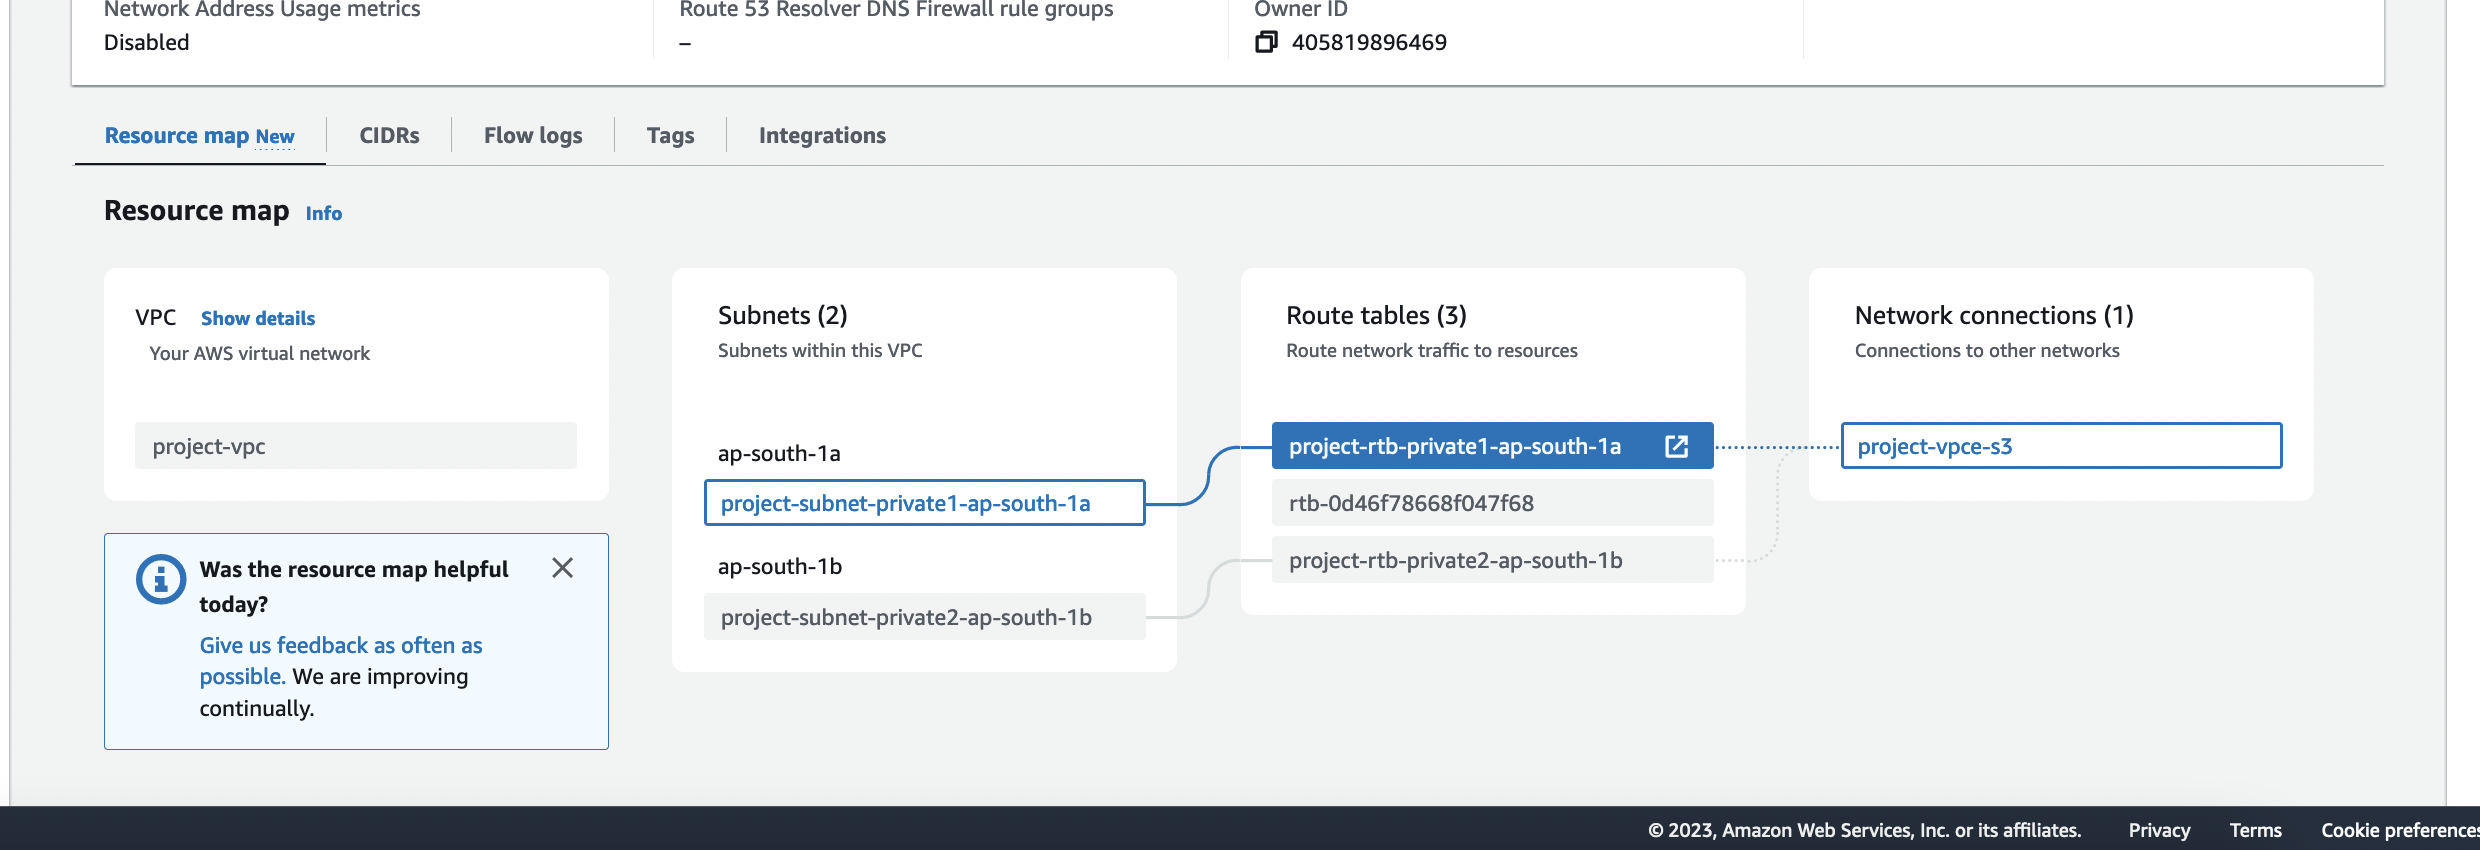 Network Address Usage metrics
Disabled
Route 53 Resolver DNS Firewall rule groups
–
Owner ID
405819896469
Resource map New
CIDRs
Flow logs
Tags
Integrations
Resource map Info
VPC Show details
Your AWS virtual network
project-vpc
Was the resource map helpful
today?
Give us feedback as often as
possible. We are improving
continually.
Subnets (2)
Subnets within this VPC
ap-south-1a
project-subnet-private1-ap-south-1a
ap-south-1b
project-subnet-private2-ap-south-1b
Route tables (3)
Route network traffic to resources
project-rtb-private1-ap-south-1a
rtb-0d46f78668f047f68
project-rtb-private2-ap-south-1b
Network connections (1)
Connections to other networks
project-vpce-s3
© 2023, Amazon Web Services, Inc. or its affiliates.
Privacy
Terms
Cookie preferences